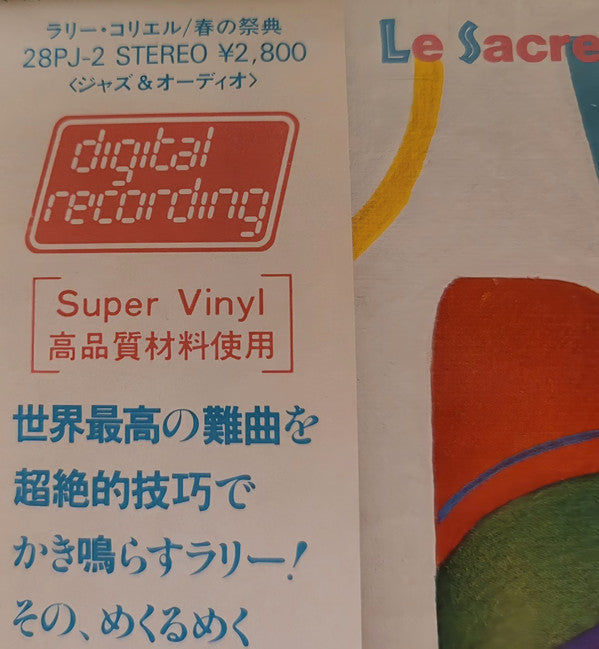 ラリー・コリエル/春の祭典
28PJ-2 STEREO ¥2,800
〈ジャズ&オーディオ〉
digital
recording
Super Vinyl
高品質材料使用
世界最高の難曲を
超絶的技巧で
かき鳴らすラリー!
その、めくるめく
Le Sacre